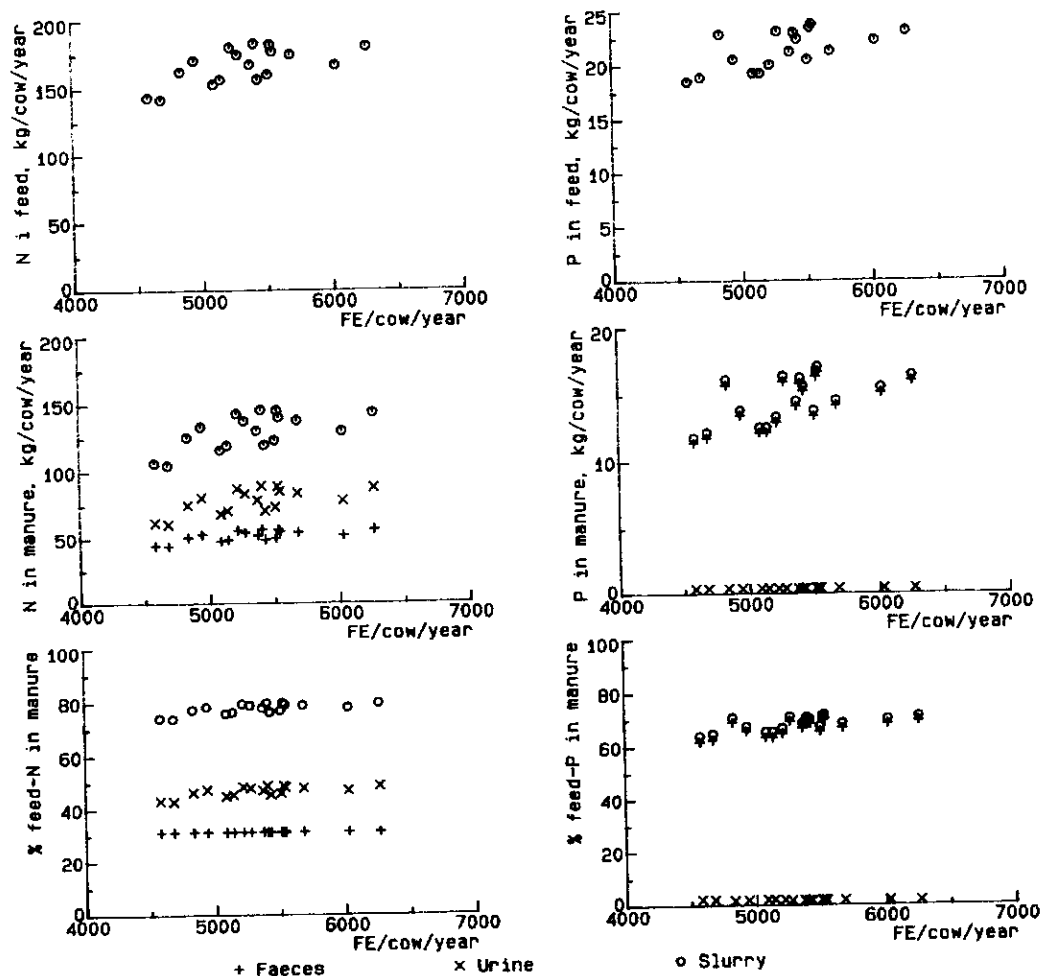 N i feed, kg/cow/year
200
150
100
50
0
4000 5000 6000 7000
FE/cow/year
P in feed, kg/cow/year
25
20
15
10
5
0
4000 5000 6000 7000
FE/cow/year
N in manure, kg/cow/year
200
150
100
50
0
4000 5000 6000 7000
FE/cow/year
P in manure, kg/cow/year
20
10
0
4000 5000 6000 7000
FE/cow/year
% feed-N in manure
100
80
60
40
20
0
4000 5000 6000 7000
FE/cow/year
% feed-P in manure
100
80
60
40
20
0
4000 5000 6000 7000
FE/cow/year
+ Faeces × Urine o Slurry